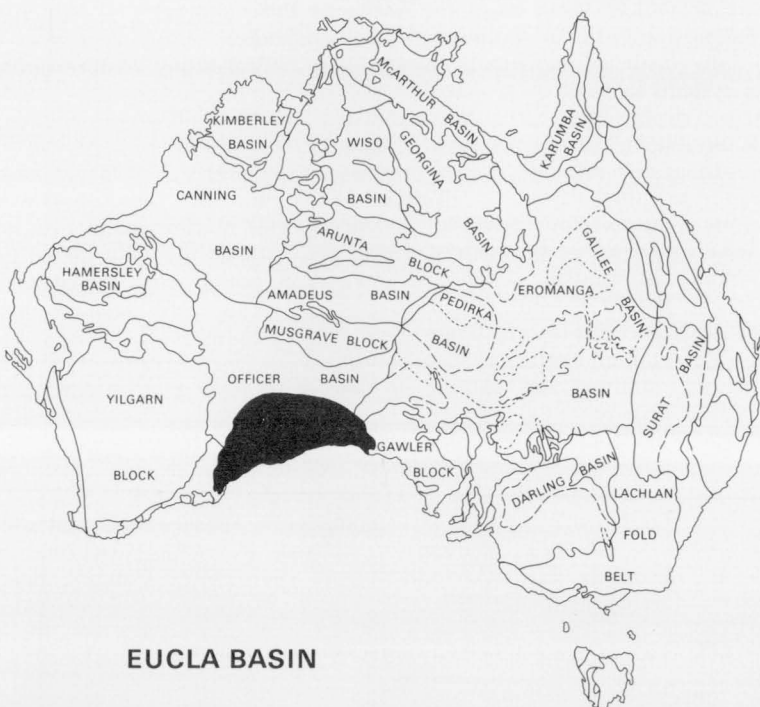 McARTHUR BASIN
KIMBERLEY
BASIN
KARUMBA
BASIN
WISO
BASIN
GEORGINA
BASIN
CANNING
BASIN
ARUNTA
BLOCK
GALILEE
BASIN
HAMERSLEY
BASIN
AMADEUS BASIN
PEDIRKA
BASIN
EROMANGA
BASIN
MUSGRAVE BLOCK
OFFICER BASIN
SURAT
BASIN
YILGARN
BLOCK
GAWLER
BLOCK
DARLING
BASIN
LACHLAN
FOLD
BELT
EUCLA BASIN